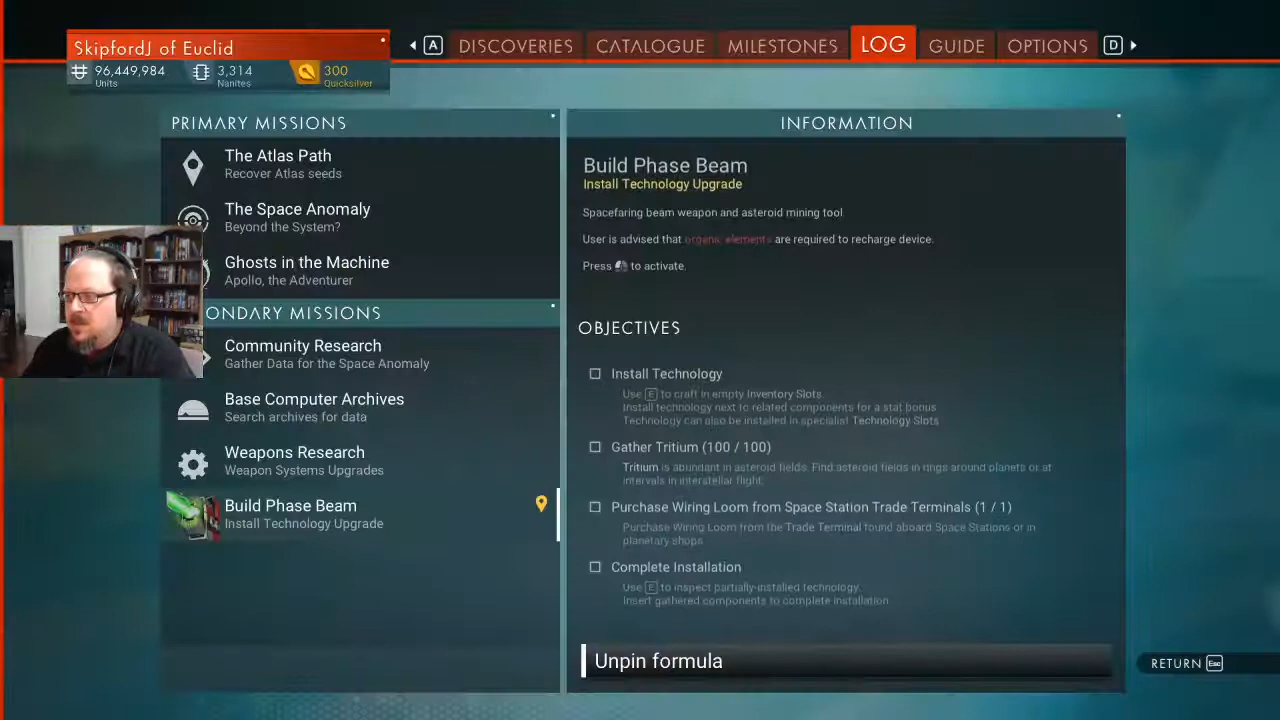 SkipfordJ of Euclid
96,449,984
Units
3,314
Nanites
300
Quicksilver
A DISCOVERIES CATALOGUE MILESTONES LOG GUIDE OPTIONS D
PRIMARY MISSIONS
The Atlas Path
Recover Atlas seeds
The Space Anomaly
Beyond the System?
Ghosts in the Machine
Apollo, the Adventurer
ONDARY MISSIONS
Community Research
Gather Data for the Space Anomaly
Base Computer Archives
Search archives for data
Weapons Research
Weapon Systems Upgrades
Build Phase Beam
Install Technology Upgrade
INFORMATION
Build Phase Beam
Install Technology Upgrade
Spacefaring beam weapon and asteroid mining tool.
User is advised that organic elements are required to recharge device.
Press to activate.
OBJECTIVES
Install Technology
Use E to craft in empty Inventory Slots.
Install technology next to related components for a stat bonus
Technology can also be installed in specialist Technology Slots
Gather Tritium (100 / 100)
Tritium is abundant in asteroid fields. Find asteroid fields in rings around planets or at
intervals in interstellar flight.
Purchase Wiring Loom from Space Station Trade Terminals (1 / 1)
Purchase Wiring Loom from the Trade Terminal found aboard Space Stations or in
planetary shops
Complete Installation
Use E to inspect partially-installed technology.
Insert gathered components to complete installation
Unpin formula
RETURN Esc